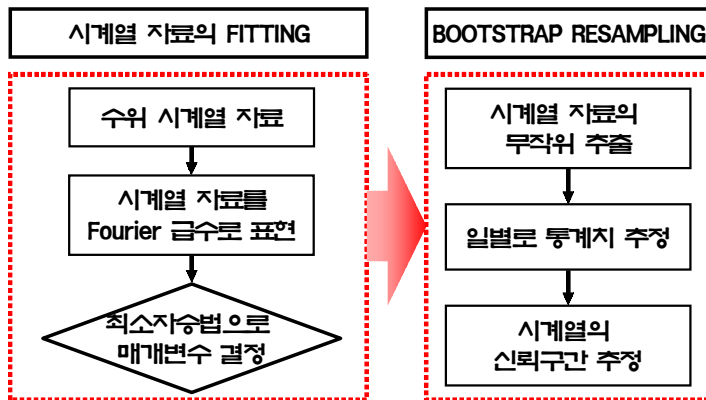 시계열 자료의 FITTING
수위 시계열 자료
시계열 자료를
Fourier 급수로 표현
최소자승법으로
매개변수 결정
BOOTSTRAP RESAMPLING
시계열 자료의
무작위 추출
일별로 통계치 추정
시계열의
신뢰구간 추정